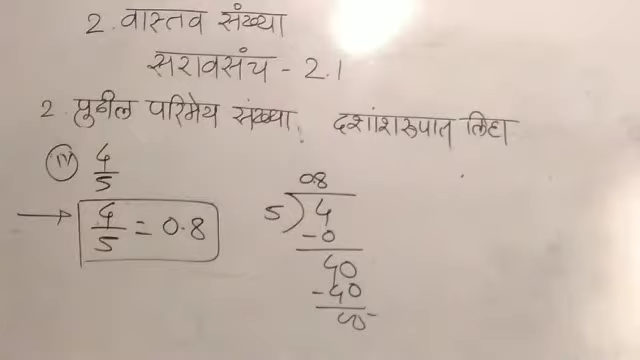 2. वास्तव संख्या
सरावसंच - 2.1
2. पुढील परिमेय संख्या दशांशरूपात लिहा
(iv) 4/5
→ 4/5 = 0.8
08
5) 4
-0
40
-40
00